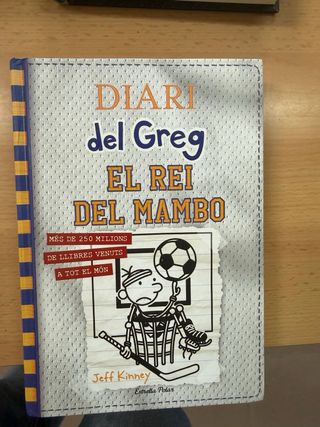 DIARI
del Greg
EL REI
DEL MAMBO
MÉS DE 250 MILIONS
DE LLIBRES VENUTS
A TOT EL MÓN
Jeff Kinney
Estrella Polar